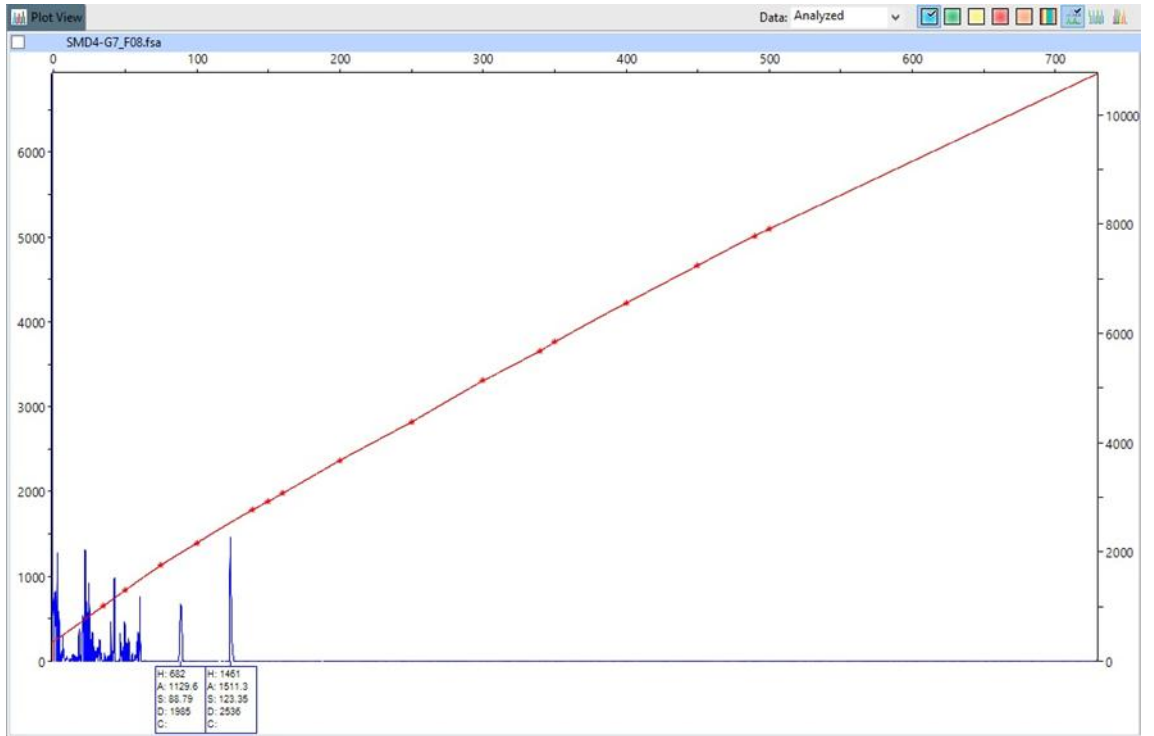 Plot View
Data: Analyzed
SMD4-G7_F08.fsa
0 100 200 300 400 500 600 700
6000
5000
4000
3000
2000
1000
0
10000
8000
6000
4000
2000
0
H: 682
A: 1129.6
S: 88.79
D: 1985
C:
H: 1461
A: 1511.3
S: 123.35
D: 2536
C: